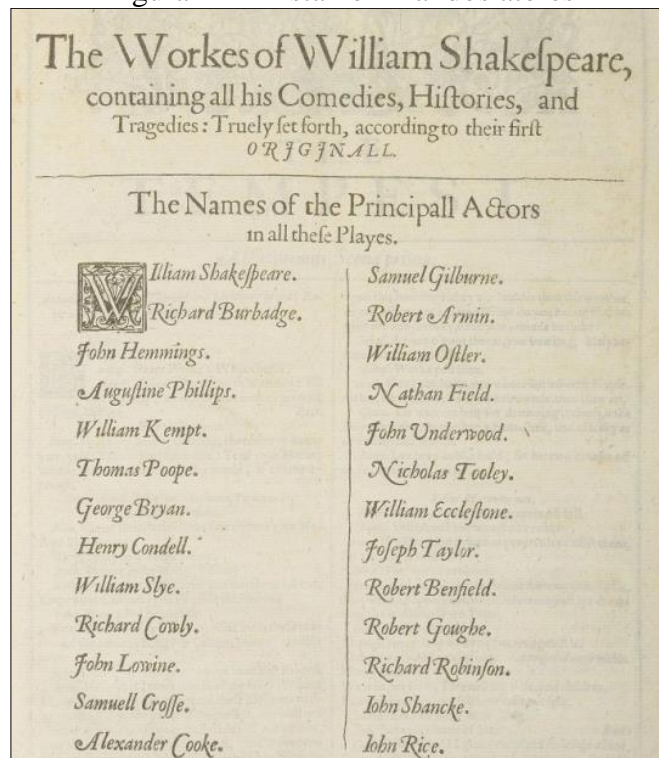 The Workes of William Shakeſpeare,
containing all his Comedies, Hiſtories, and
Tragedies: Truely ſet forth, according to their firſt
ORIGINALL.
The Names of the Principall Actors
in all theſe Playes.
William Shakeſpeare.
Richard Burbadge.
John Hemmings.
Auguſtine Phillips.
William Kempt.
Thomas Poope.
George Bryan.
Henry Condell.
William Slye.
Richard Cowly.
John Lowine.
Samuell Croſſe.
Alexander Cooke.
Samuel Gilburne.
Robert Armin.
William Oſtler.
Nathan Field.
John Underwood.
Nicholas Tooley.
William Eccleſtone.
Joſeph Taylor.
Robert Benfield.
Robert Goughe.
Richard Robinſon.
Iohn Shancke.
Iohn Rice.